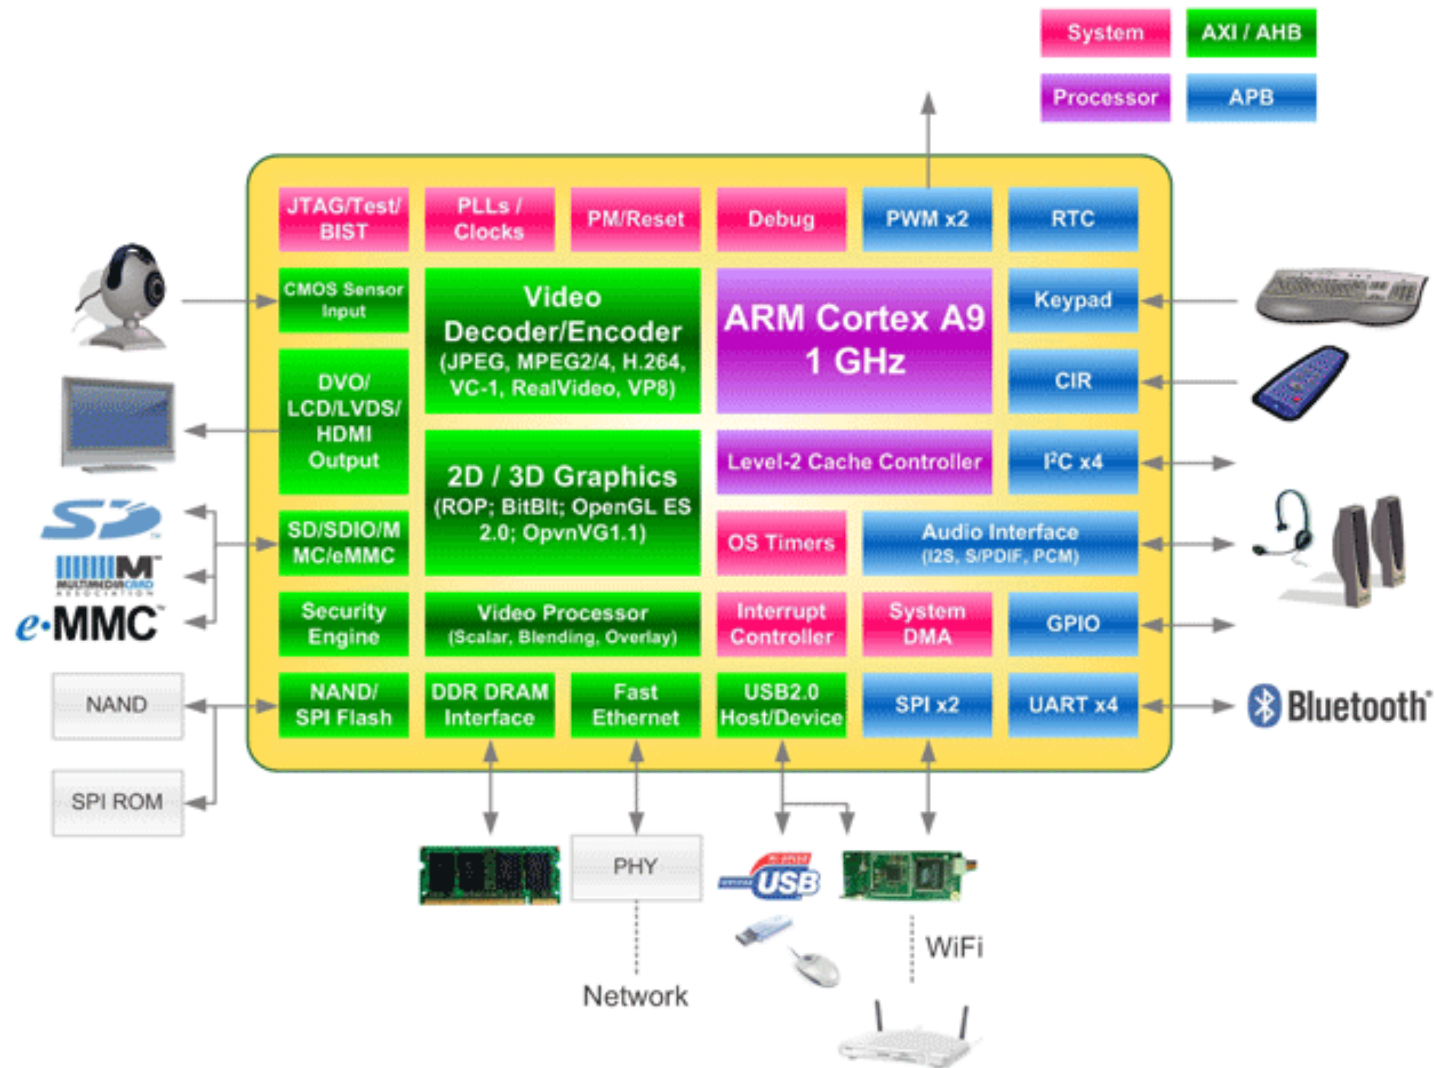 System
AXI / AHB
Processor
APB
JTAG/Test/
BIST
PLLs /
Clocks
PM/Reset
Debug
PWM x2
RTC
CMOS Sensor
Input
Video
Decoder/Encoder
(JPEG, MPEG2/4, H.264,
VC-1, RealVideo, VP8)
ARM Cortex A9
1 GHz
Keypad
DVO/
LCD/LVDS/
HDMI
Output
CIR
2D / 3D Graphics
(ROP; BitBlt; OpenGL ES
2.0; OpvnVG1.1)
Level-2 Cache Controller
I²C x4
SD
SD/SDIO/M
MC/eMMC
OS Timers
Audio Interface
(I2S, S/PDIF, PCM)
M™
MULTIMEDIACARD
ASSOCIATION
e·MMC™
Security
Engine
Video Processor
(Scalar, Blending, Overlay)
Interrupt
Controller
System
DMA
GPIO
NAND
NAND/
SPI Flash
DDR DRAM
Interface
Fast
Ethernet
USB2.0
Host/Device
SPI x2
UART x4
Bluetooth
SPI ROM
PHY
USB
WiFi
Network